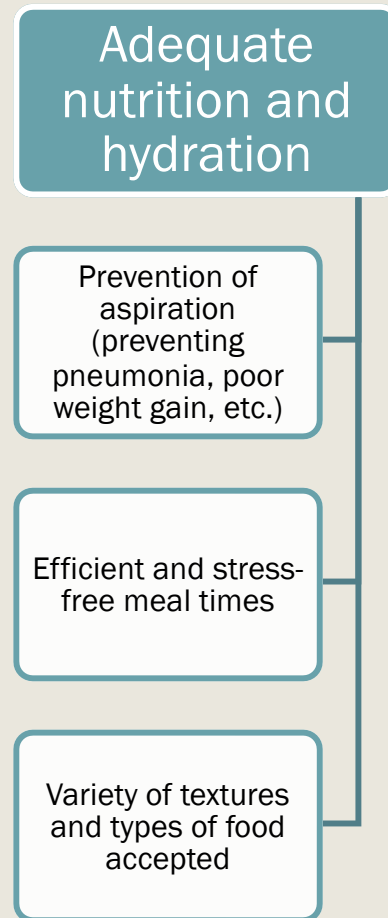 Adequate
nutrition and
hydration
Prevention of
aspiration
(preventing
pneumonia, poor
weight gain, etc.)
Efficient and stress-
free meal times
Variety of textures
and types of food
accepted